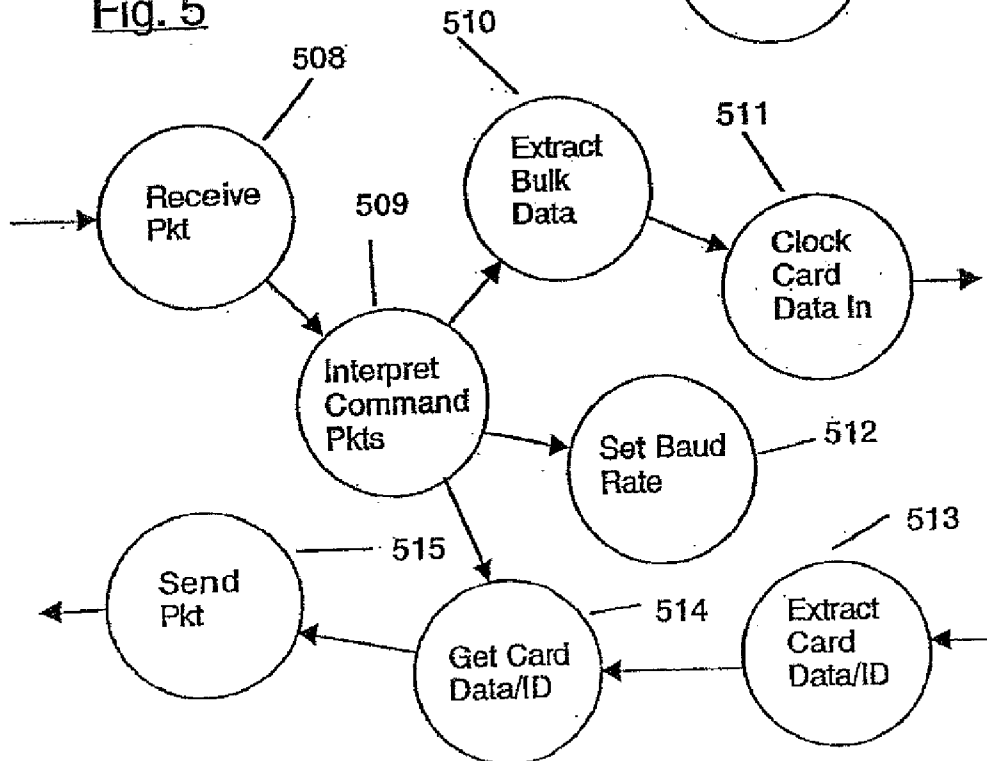 Fig. 5
510
508
511
Extract
Bulk
Data
Receive
Pkt
509
Clock
Card
Data In
Interpret
Command
Pkts
Set Baud
Rate
512
513
515
Send
Pkt
514
Extract
Card
Data/ID
Get Card
Data/ID